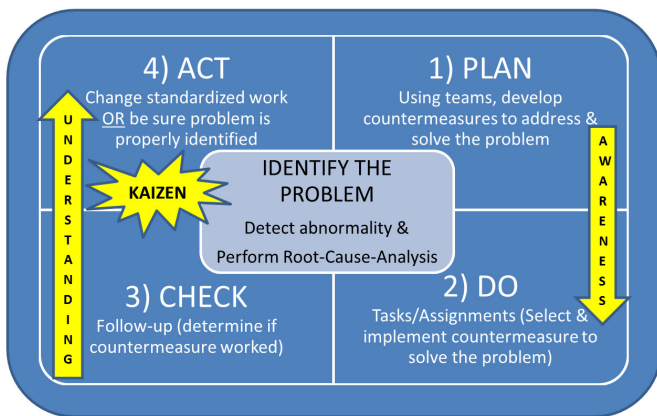 4) ACT
Change standardized work
OR be sure problem is
properly identified
1) PLAN
Using teams, develop
countermeasures to address &
solve the problem
UNDERSTANDING
AWARENESS
KAIZEN
IDENTIFY THE
PROBLEM
Detect abnormality &
Perform Root-Cause-Analysis
3) CHECK
Follow-up (determine if
countermeasure worked)
2) DO
Tasks/Assignments (Select &
implement countermeasure to
solve the problem)